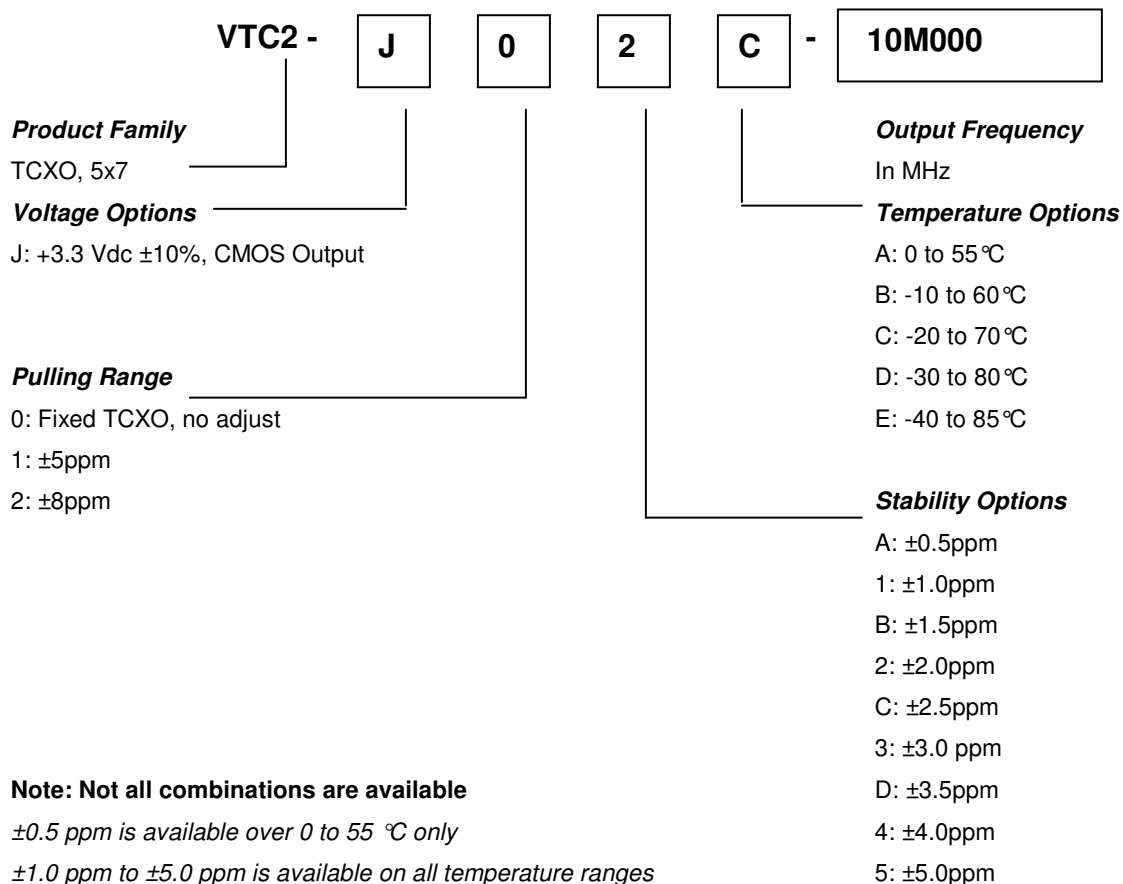 VTC2 - J 0 2 C - 10M000
Product Family
TCXO, 5x7
Voltage Options
J: +3.3 Vdc ±10%, CMOS Output
Pulling Range
0: Fixed TCXO, no adjust
1: ±5ppm
2: ±8ppm
Output Frequency
In MHz
Temperature Options
A: 0 to 55°C
B: -10 to 60°C
C: -20 to 70°C
D: -30 to 80°C
E: -40 to 85°C
Stability Options
A: ±0.5ppm
1: ±1.0ppm
B: ±1.5ppm
2: ±2.0ppm
C: ±2.5ppm
3: ±3.0 ppm
D: ±3.5ppm
4: ±4.0ppm
5: ±5.0ppm
Note: Not all combinations are available
±0.5 ppm is available over 0 to 55 °C only
±1.0 ppm to ±5.0 ppm is available on all temperature ranges